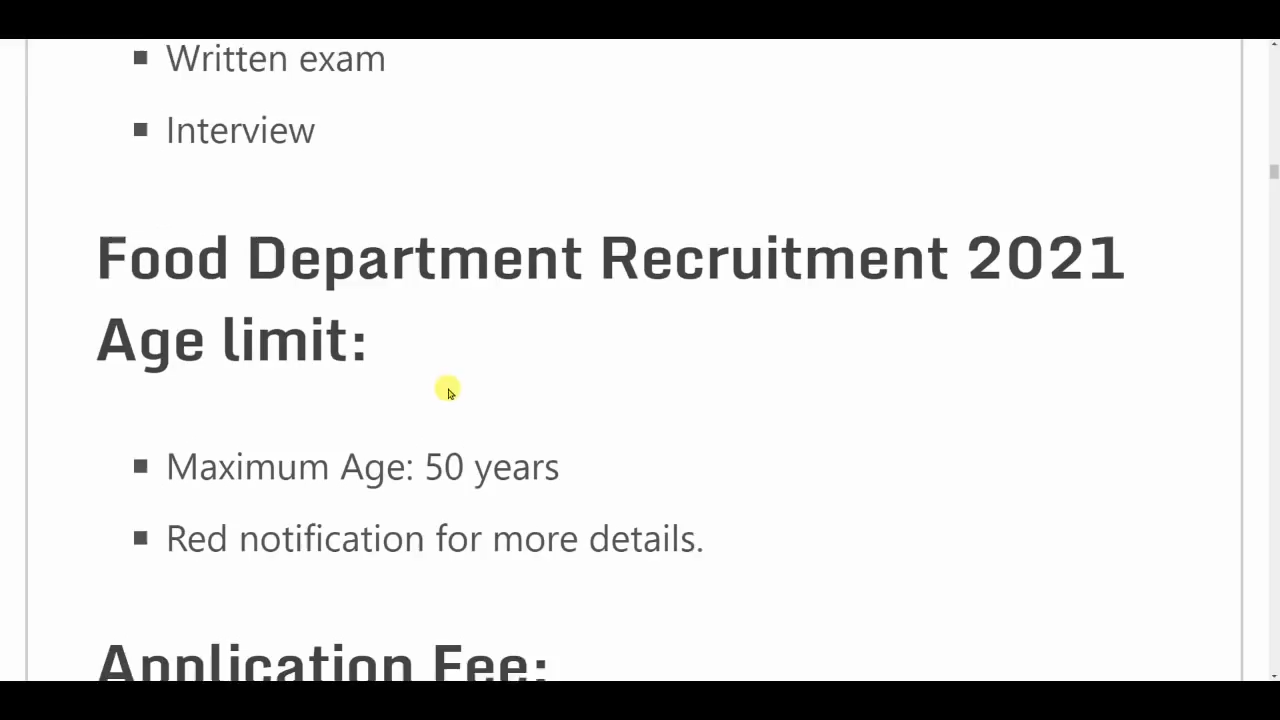 Written exam
Interview
Food Department Recruitment 2021
Age limit:
Maximum Age: 50 years
Red notification for more details.
Application Fee: